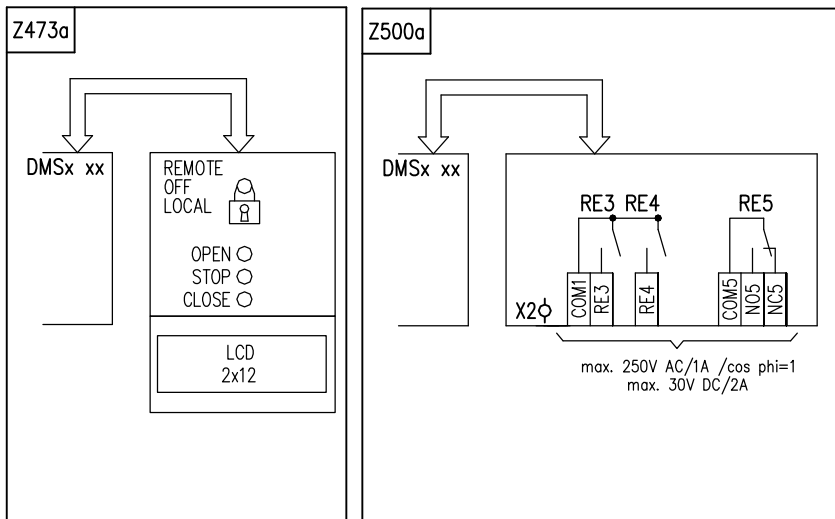 Z473a
DMSx xx
REMOTE
OFF
LOCAL
OPEN
STOP
CLOSE
LCD
2x12
Z500a
DMSx xx
RE3 RE4 RE5
X2
COM1
RE3
RE4
COM5
NO5
NC5
max. 250V AC/1A /cos phi=1
max. 30V DC/2A